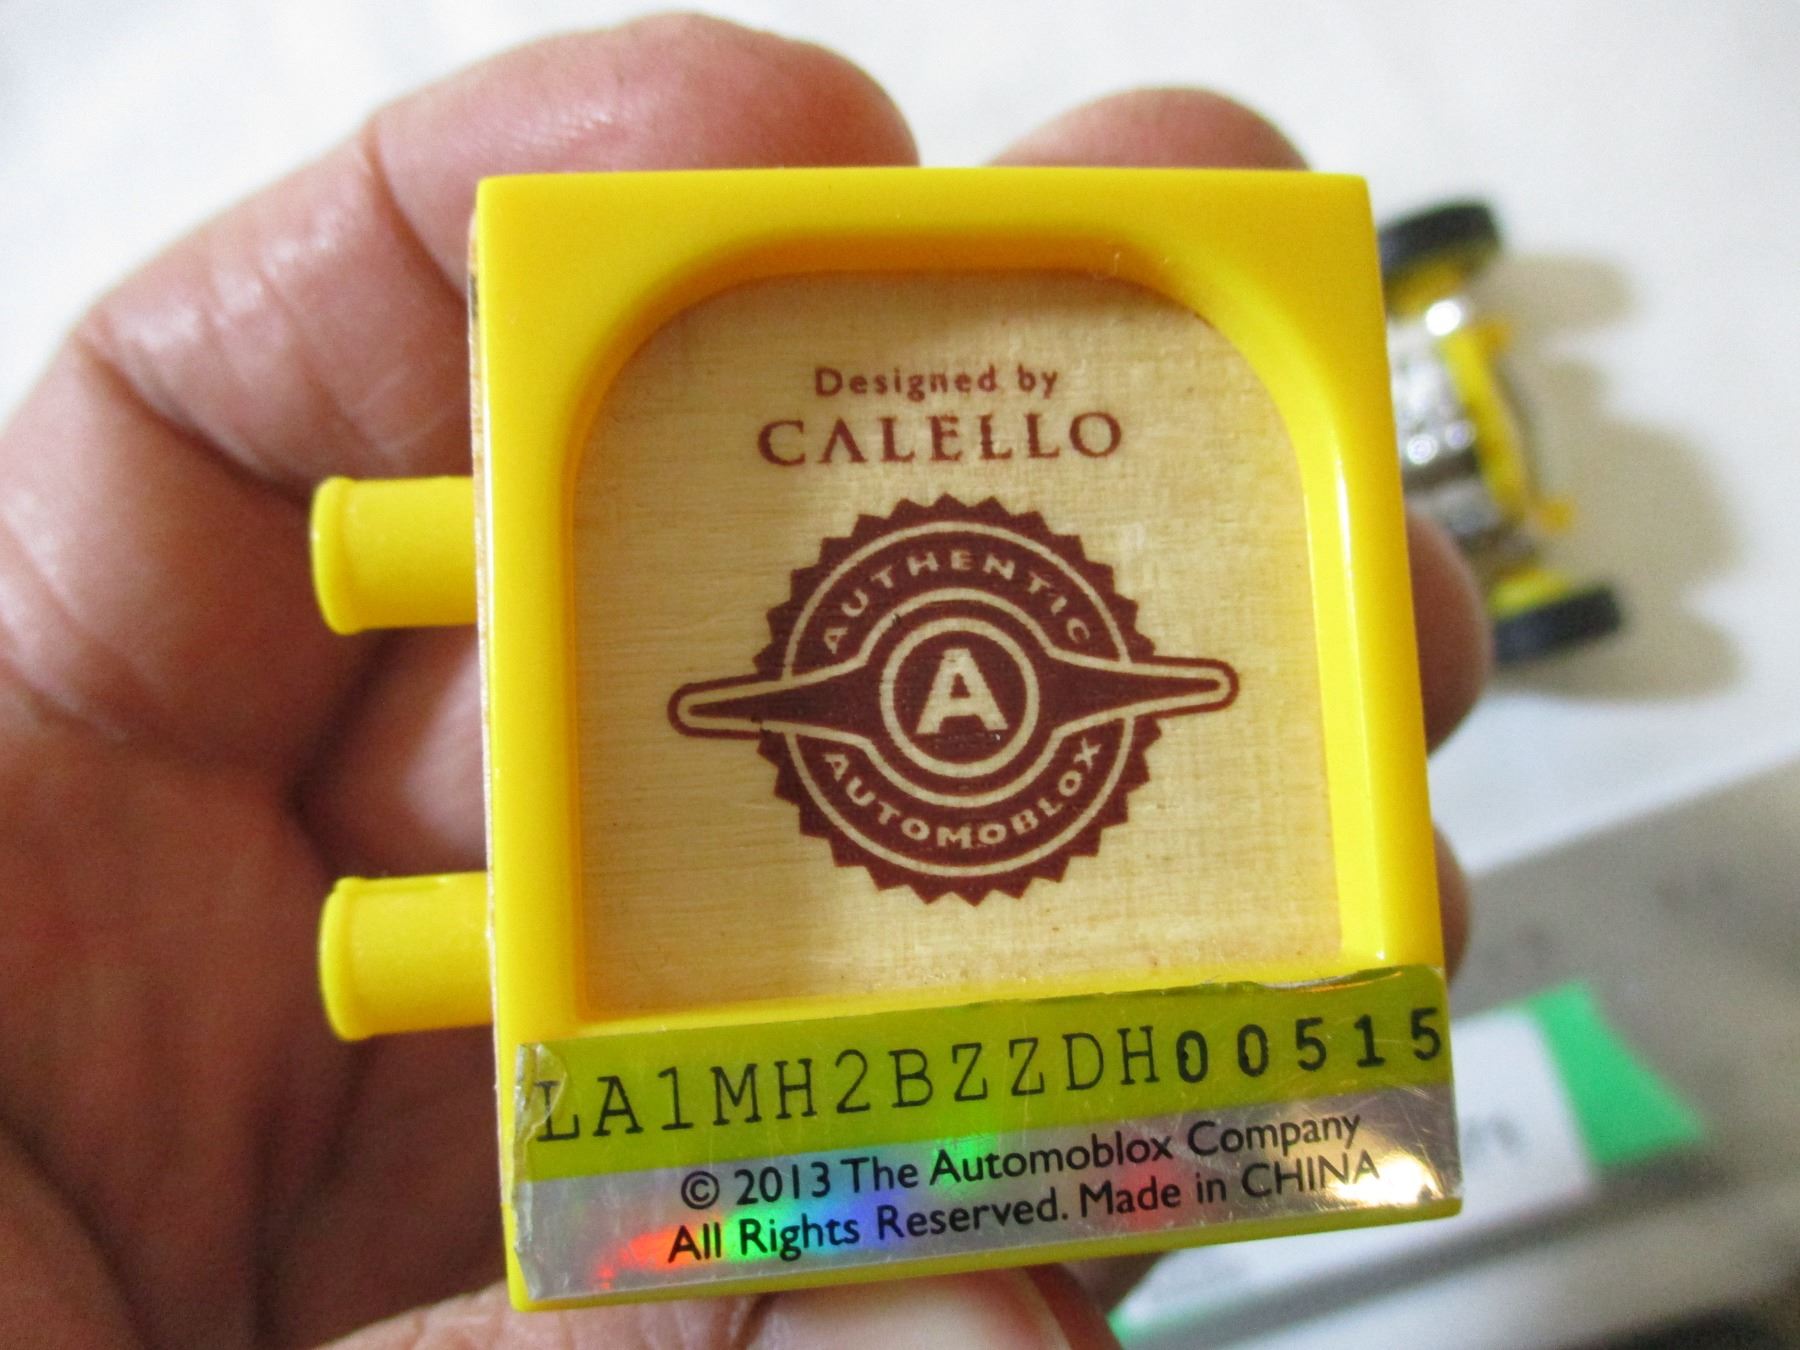 Designed by
CALELLO
AUTHENTIC
A
AUTOMOBLOX
LA1MH2BZZDH00515
© 2013 The Automoblox Company
All Rights Reserved. Made in CHINA